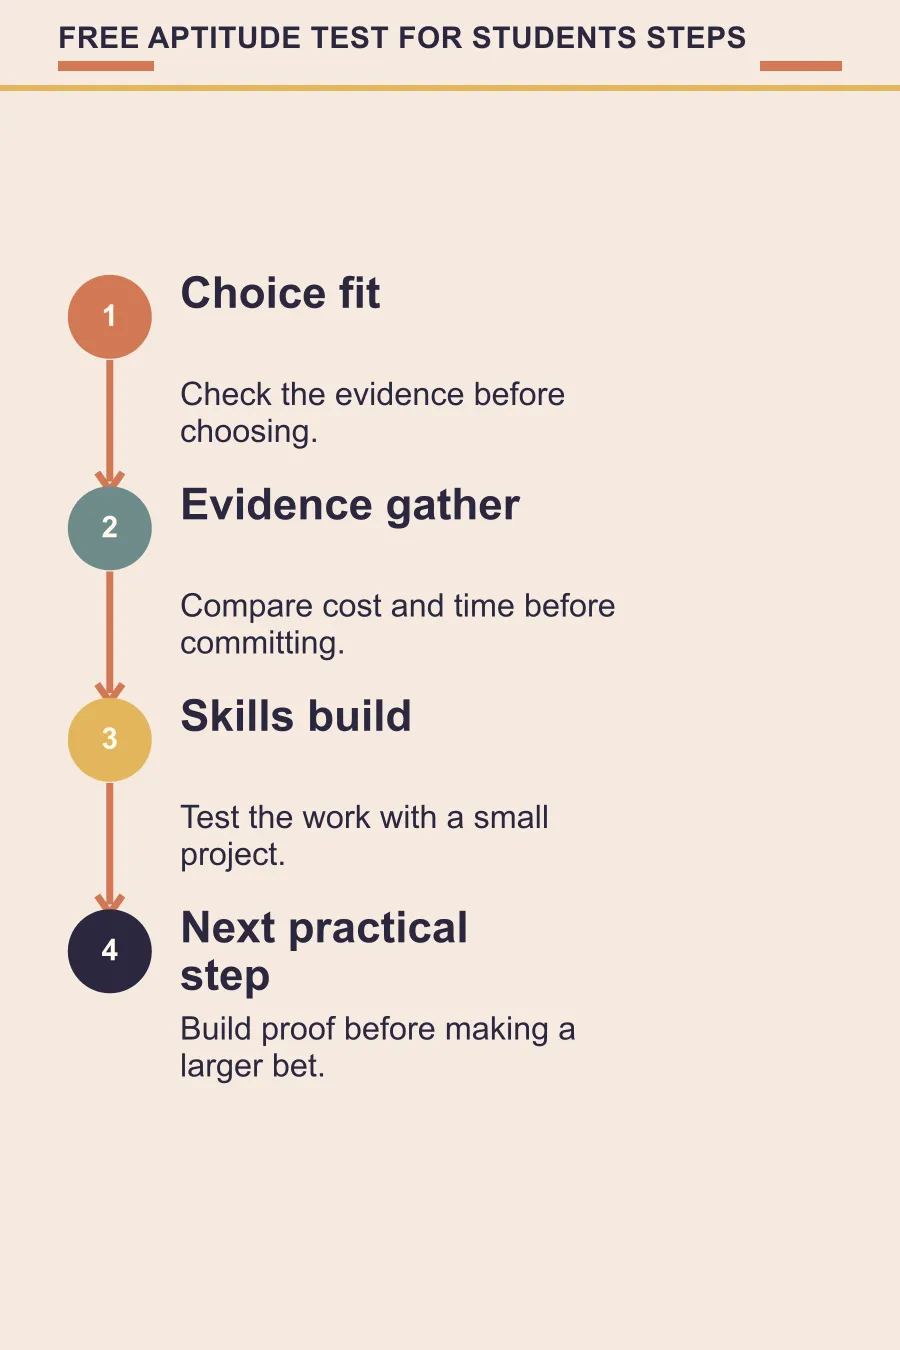 FREE APTITUDE TEST FOR STUDENTS STEPS
1
Choice fit
Check the evidence before
choosing.
2
Evidence gather
Compare cost and time before
committing.
3
Skills build
Test the work with a small
project.
4
Next practical
step
Build proof before making a
larger bet.